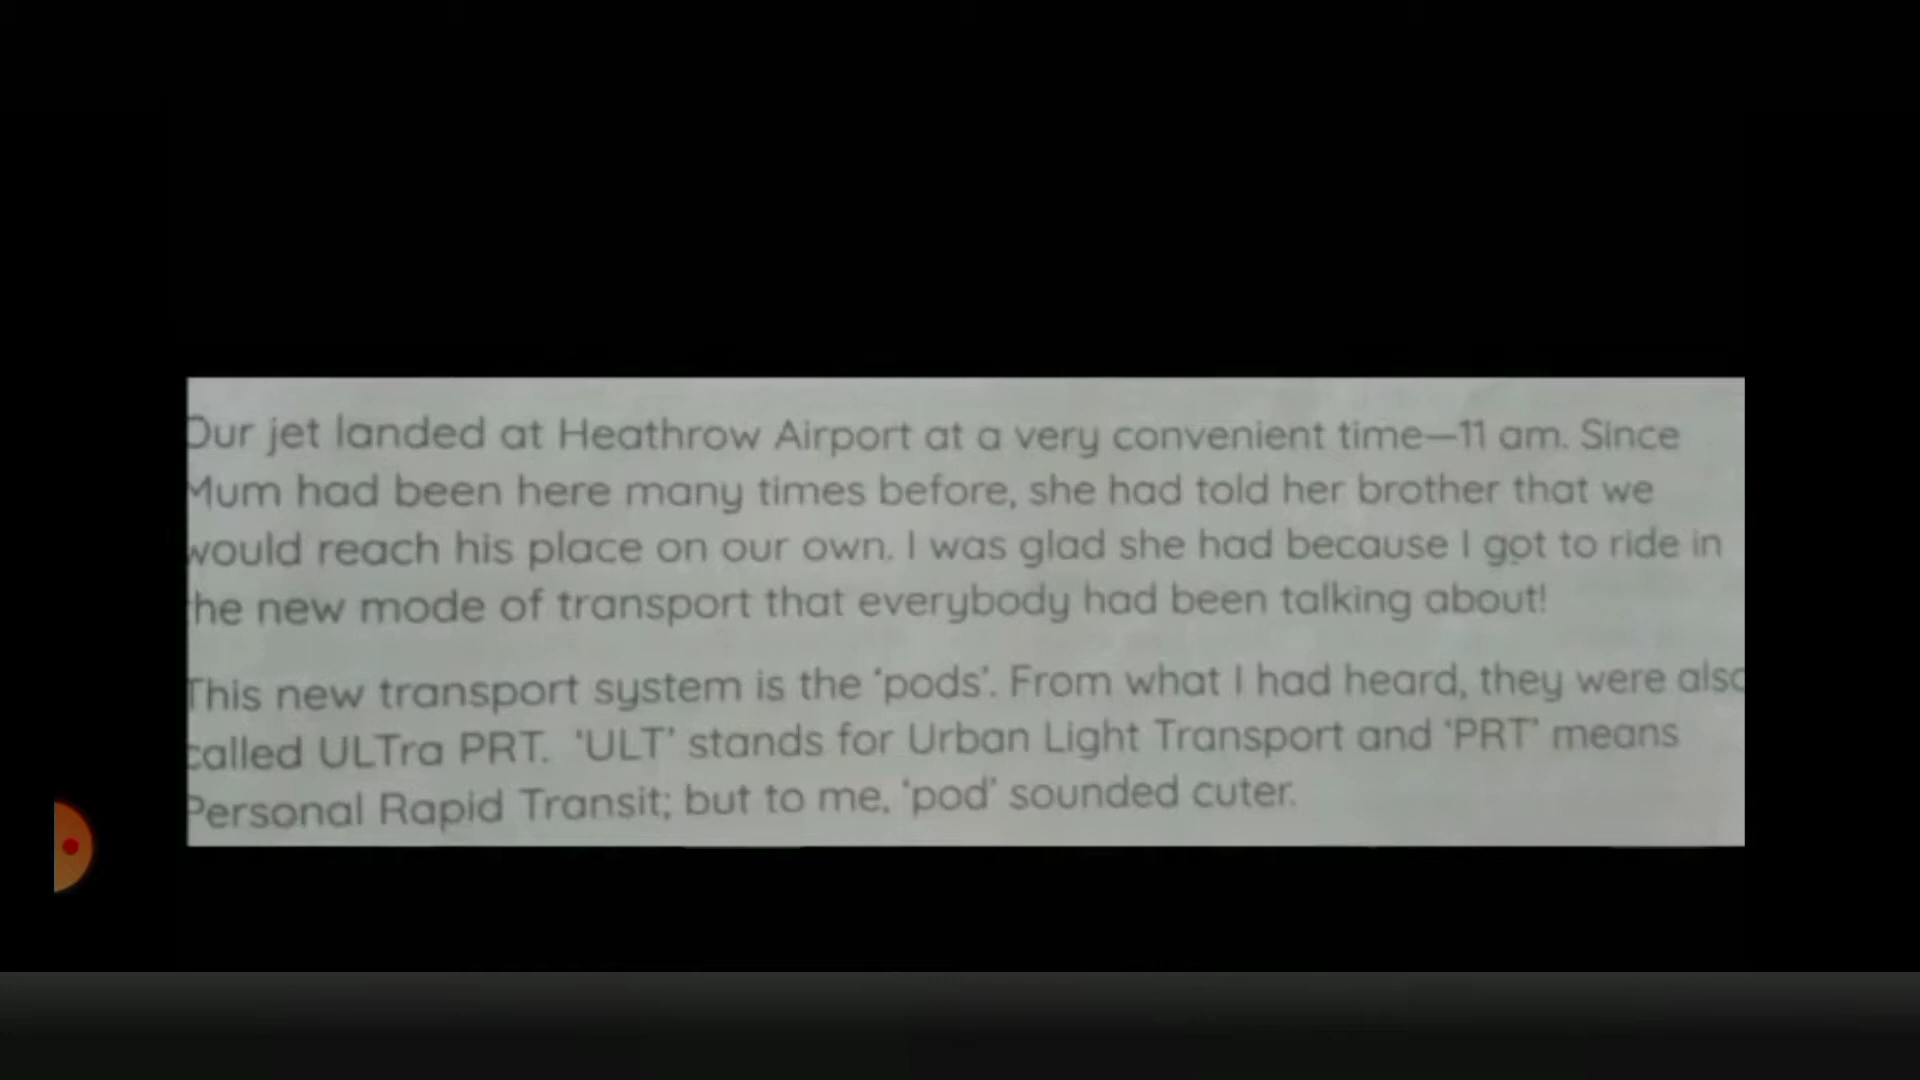 Our jet landed at Heathrow Airport at a very convenient time—11 am. Since
Mum had been here many times before, she had told her brother that we
would reach his place on our own. I was glad she had because I got to ride in
the new mode of transport that everybody had been talking about!
This new transport system is the ‘pods’. From what I had heard, they were also
called ULTra PRT. ‘ULT’ stands for Urban Light Transport and ‘PRT’ means
Personal Rapid Transit; but to me, ‘pod’ sounded cuter.